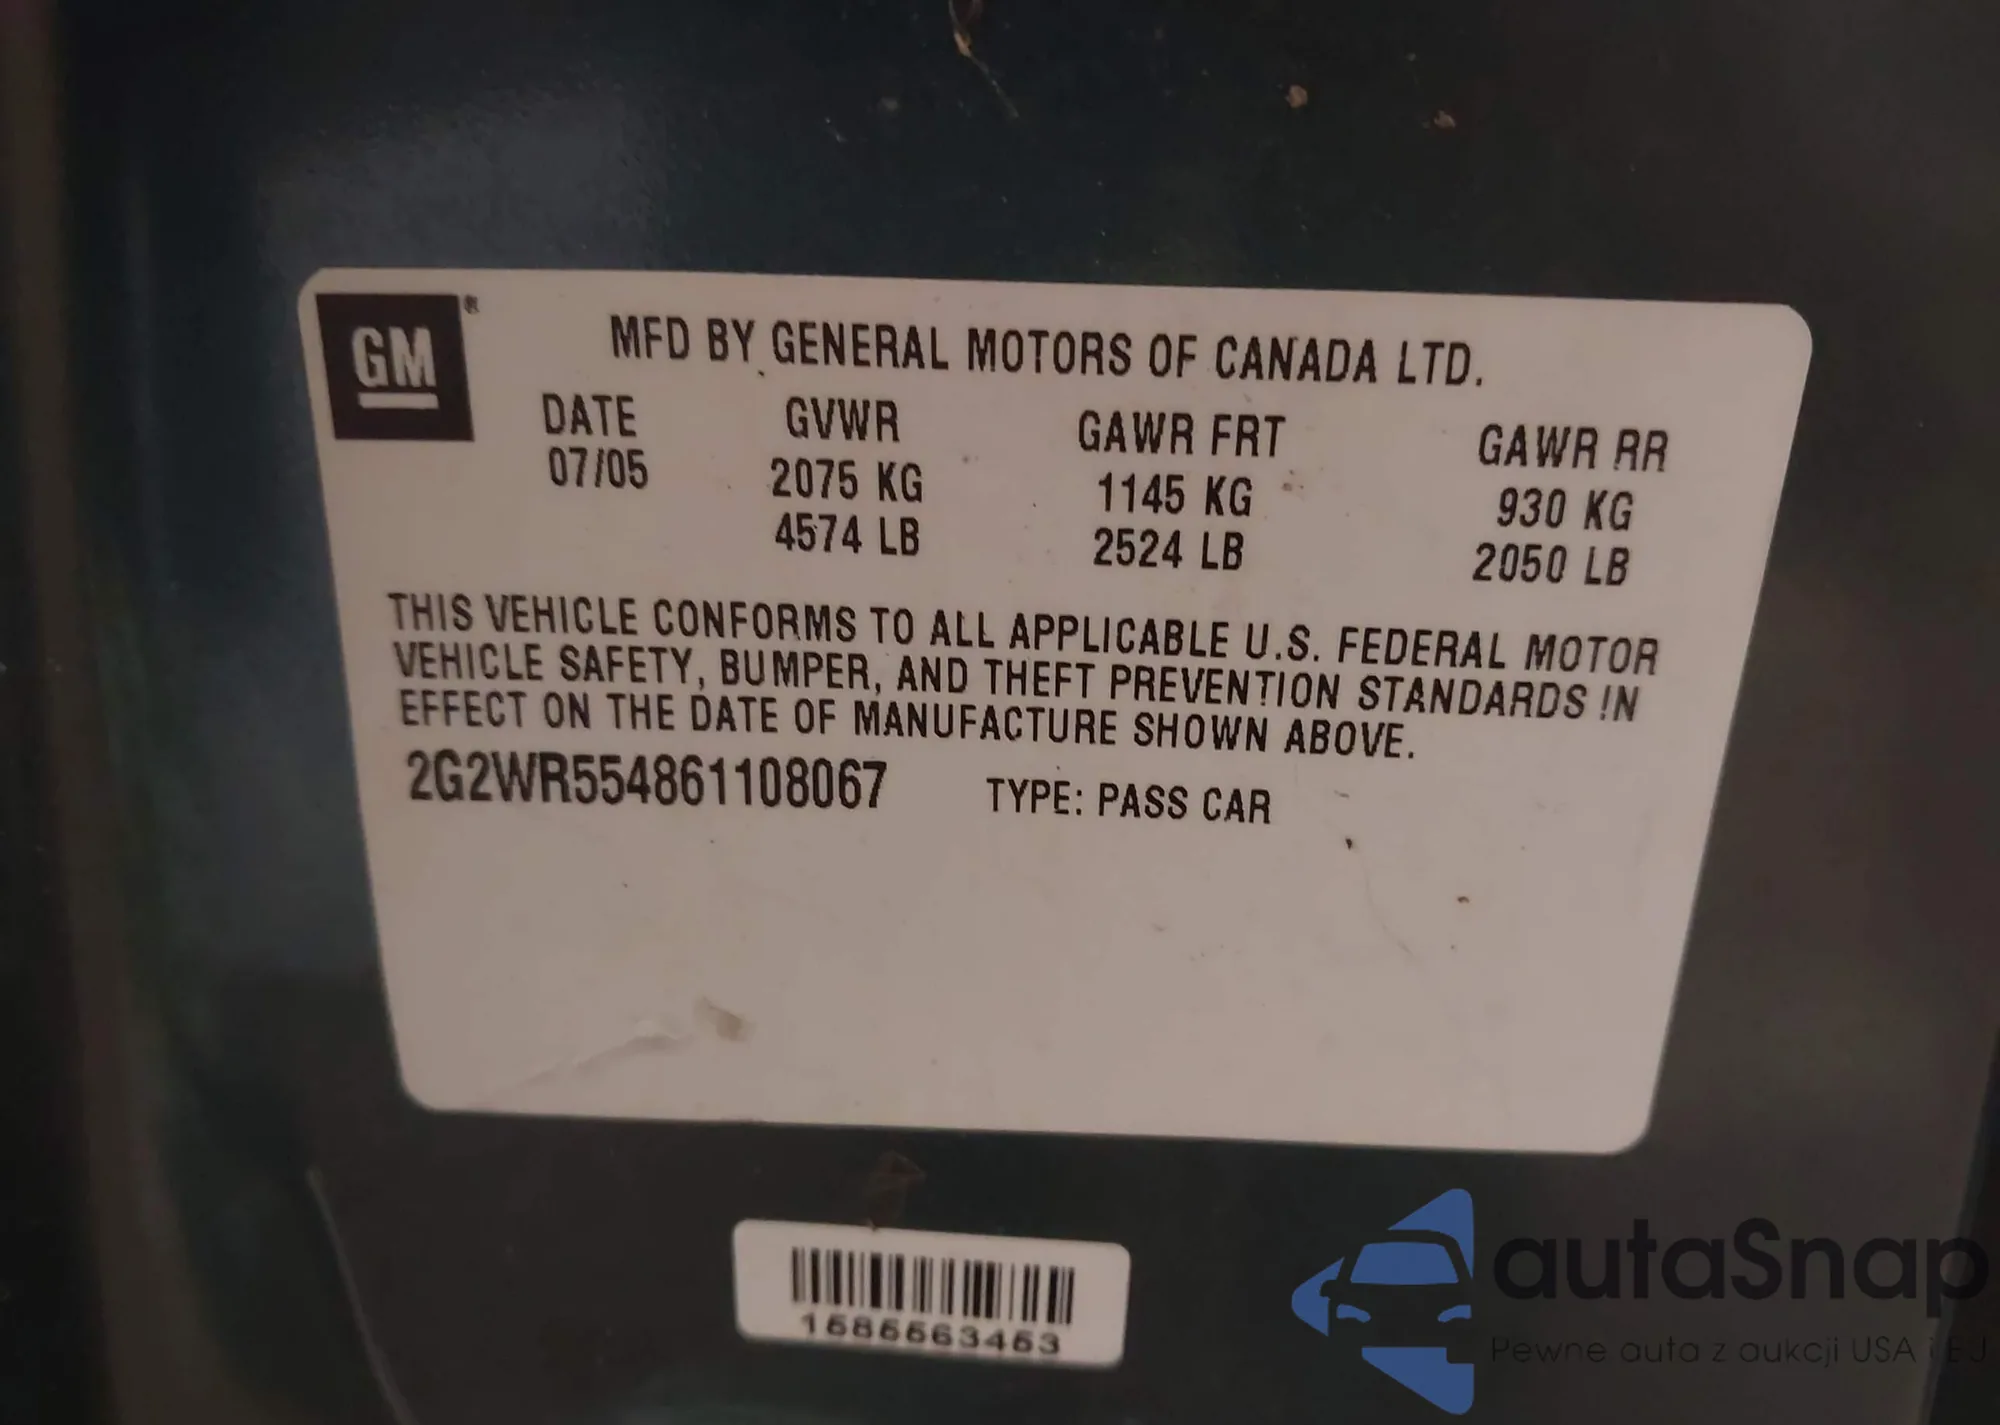 GM®
MFD BY GENERAL MOTORS OF CANADA LTD.
DATE GVWR GAWR FRT GAWR RR
07/05 2075 KG 1145 KG 930 KG
4574 LB 2524 LB 2050 LB
THIS VEHICLE CONFORMS TO ALL APPLICABLE U.S. FEDERAL MOTOR
VEHICLE SAFETY, BUMPER, AND THEFT PREVENTION STANDARDS IN
EFFECT ON THE DATE OF MANUFACTURE SHOWN ABOVE.
2G2WR554861108067 TYPE: PASS CAR
autaSnap
Pewne auta z aukcji USA i EU